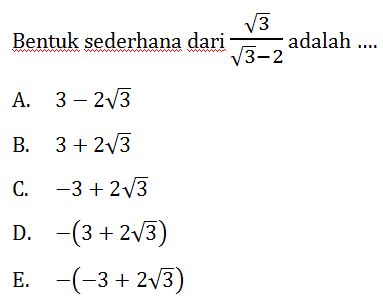 Bentuk sederhana dari √3/(√3−2) adalah ....
A. 3 − 2√3
B. 3 + 2√3
C. −3 + 2√3
D. −(3 + 2√3)
E. −(−3 + 2√3)